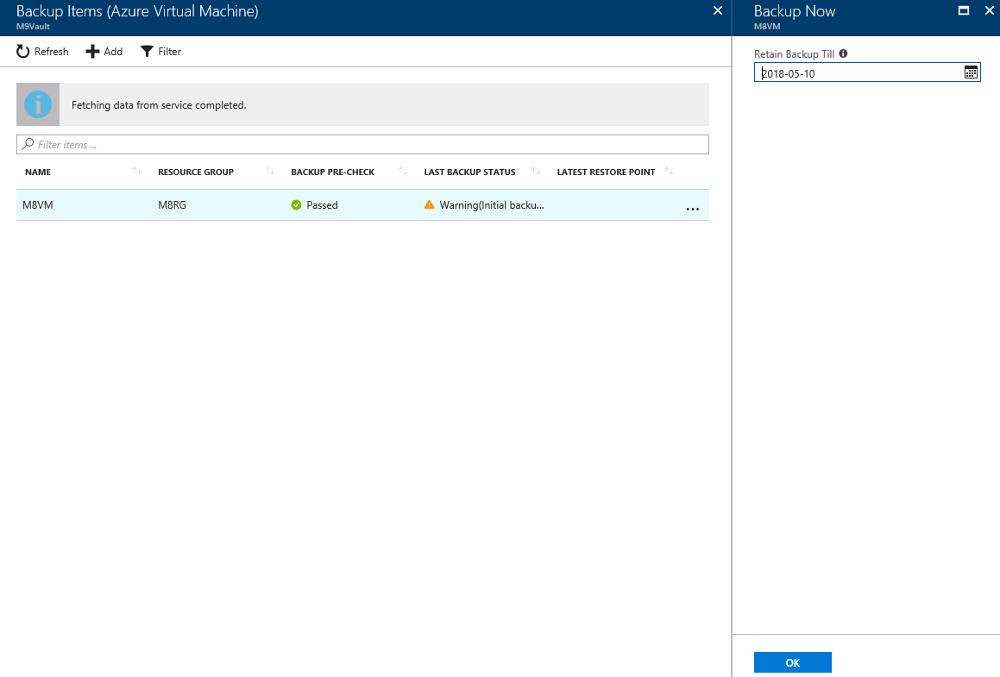 Backup Items (Azure Virtual Machine)
M9Vault
Refresh Add Filter
Fetching data from service completed.
Filter items ...
NAME RESOURCE GROUP BACKUP PRE-CHECK LAST BACKUP STATUS LATEST RESTORE POINT
M8VM M8RG Passed Warning(Initial backu... ...
Backup Now
M8VM
Retain Backup Till
2018-05-10
OK